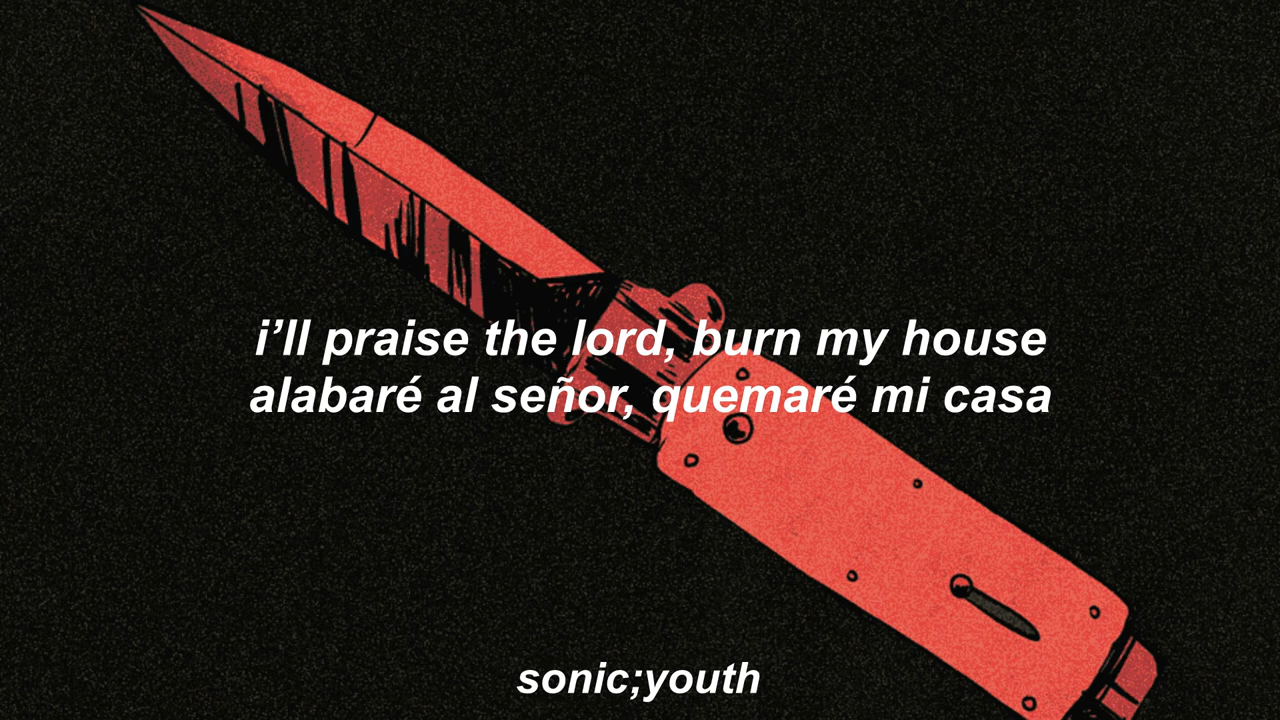 i’ll praise the lord, burn my house
alabaré al señor, quemaré mi casa
sonic;youth